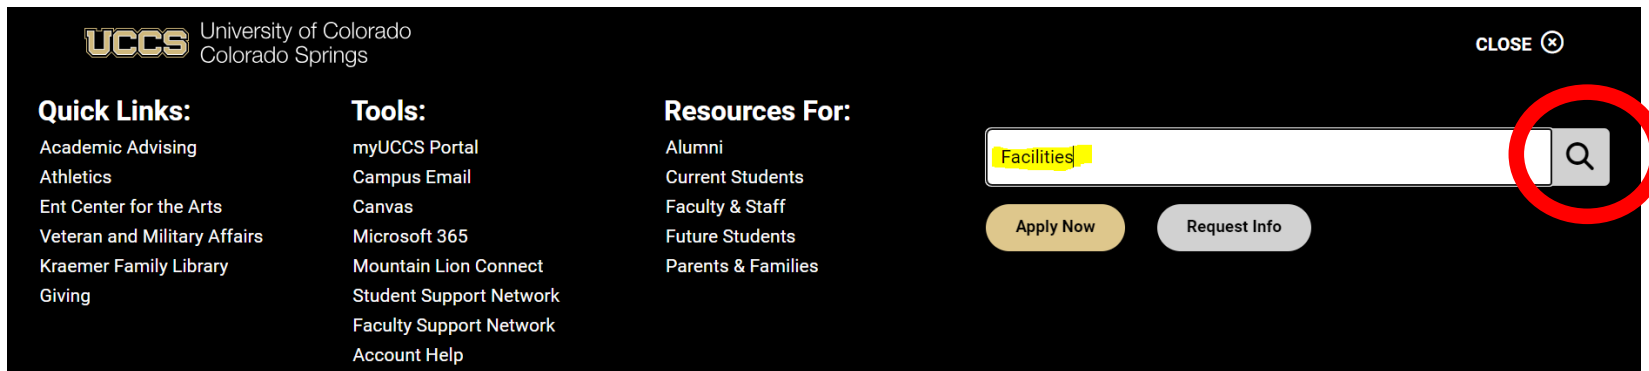 UCCS
University of Colorado
Colorado Springs
CLOSE
Quick Links:
Academic Advising
Athletics
Ent Center for the Arts
Veteran and Military Affairs
Kraemer Family Library
Giving
Tools:
myUCCS Portal
Campus Email
Canvas
Microsoft 365
Mountain Lion Connect
Student Support Network
Faculty Support Network
Account Help
Resources For:
Alumni
Current Students
Faculty & Staff
Future Students
Parents & Families
Facilities
Apply Now
Request Info